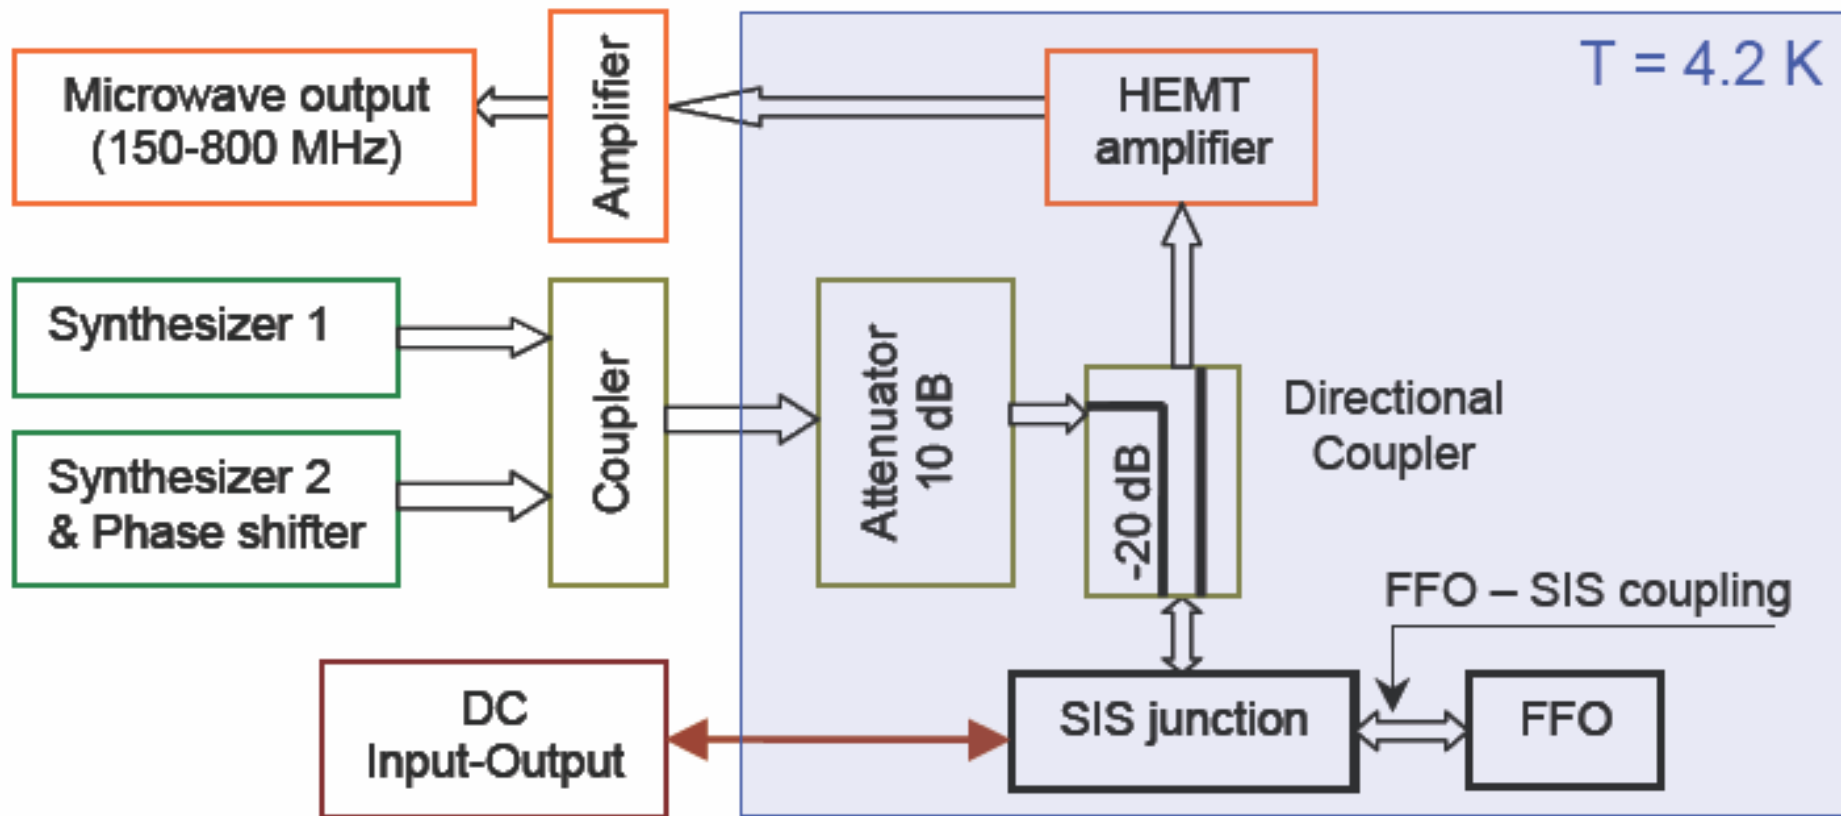 T = 4.2 K
Microwave output
(150-800 MHz)
Amplifier
HEMT
amplifier
Synthesizer 1
Synthesizer 2
& Phase shifter
Coupler
Attenuator
10 dB
-20 dB
Directional
Coupler
FFO – SIS coupling
DC
Input-Output
SIS junction
FFO